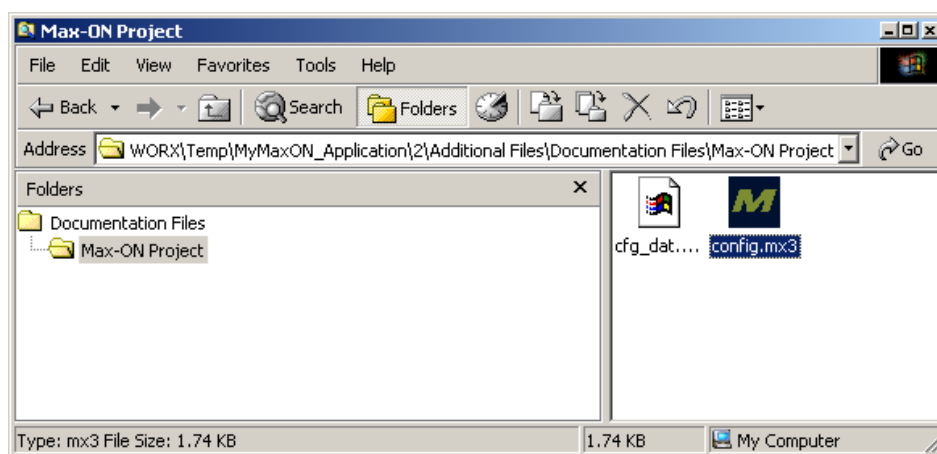 Max-ON Project
File Edit View Favorites Tools Help
Back Search Folders
Address WORX\Temp\MyMaxON_Application\2\Additional Files\Documentation Files\Max-ON Project Go
Folders
Documentation Files
Max-ON Project
M
cfg_dat.... config.mx3
Type: mx3 File Size: 1.74 KB 1.74 KB My Computer